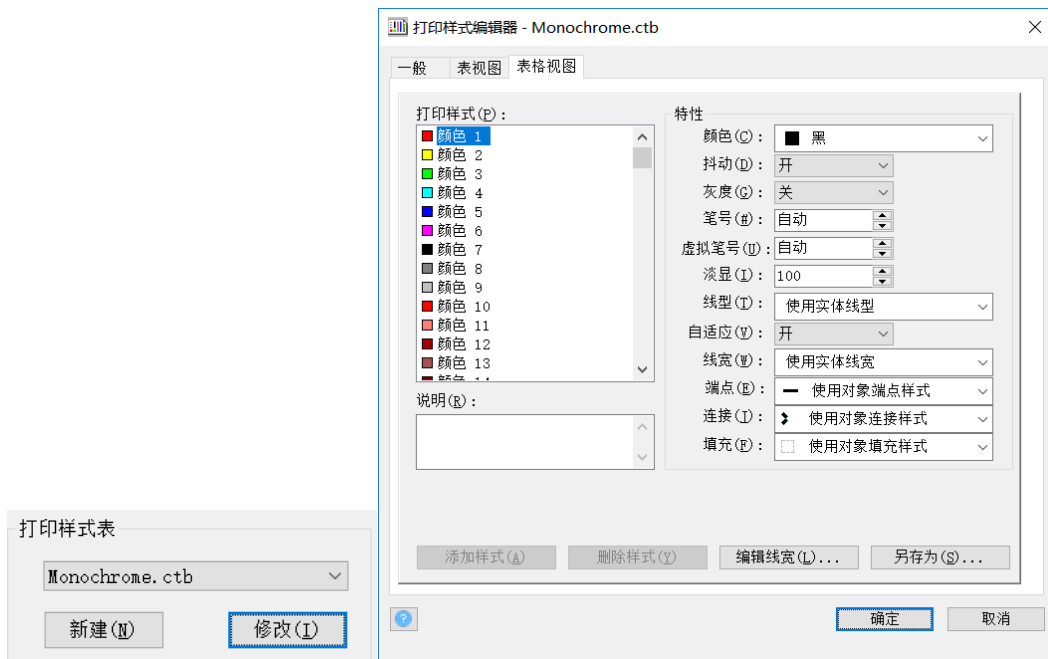 打印样式编辑器 - Monochrome.ctb
一般 表视图 表格视图
打印样式(P):
颜色 1
颜色 2
颜色 3
颜色 4
颜色 5
颜色 6
颜色 7
颜色 8
颜色 9
颜色 10
颜色 11
颜色 12
颜色 13
说明(R):
特性
颜色(C): 黑
抖动(D): 开
灰度(G): 关
笔号(#): 自动
虚拟笔号(U): 自动
淡显(I): 100
线型(T): 使用实体线型
自适应(V): 开
线宽(W): 使用实体线宽
端点(E): 使用对象端点样式
连接(J): 使用对象连接样式
填充(F): 使用对象填充样式
添加样式(A) 删除样式(Y) 编辑线宽(L)... 另存为(S)...
确定 取消
打印样式表
Monochrome.ctb
新建(N) 修改(I)